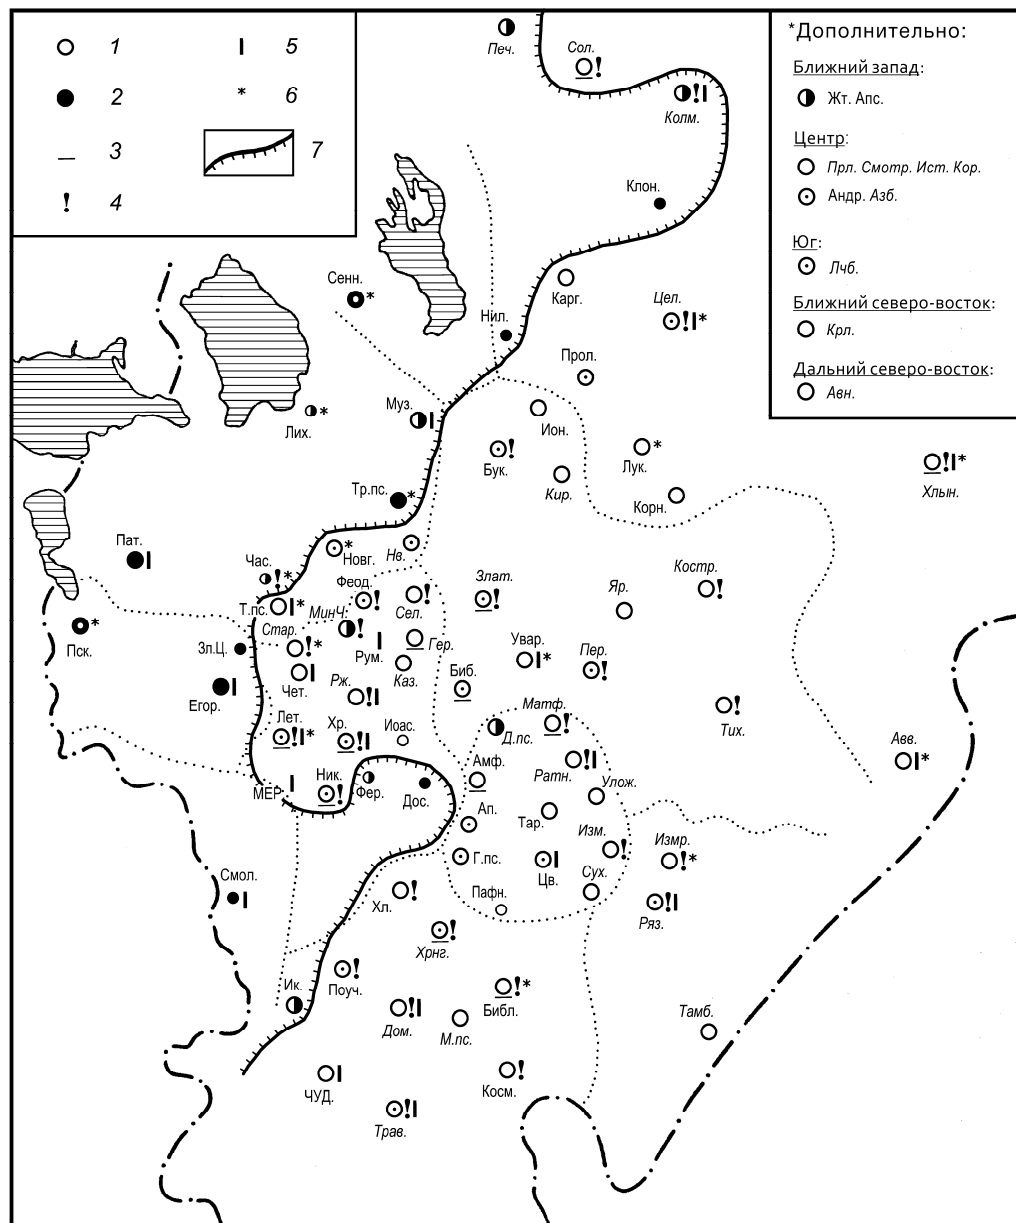 1 5
2 6
3 7
4
*Дополнительно:
Ближний запад:
Жт. Апс.
Центр:
Прл. Смотр. Ист. Кор.
Андр. Азб.
Юг:
Лчб.
Ближний северо-восток:
Крл.
Дальний северо-восток:
Авн.
Печ.
Сол.
!
!
Колм.
Клон.
Сенн.
*
Карг.
Цел.
!*
Нил.
Прол.
Муз.
Лих.
*
Ион.
Бук.
!
Лук.
*
Кир.
Корн.
!*
Хлын.
Тр.пс.
*
Пат.
Новг.
*
Нв.
Час.
!*
Феод.
!
Злат.
!
Костр.
!
Т.пс.
*
МинЧ.
!
Сел.
!
Яр.
Пск.
*
Стар.
!*
Рум.
Гер.
Увар.
*
Пер.
!
Зл.Ц.
Чет.
Каз.
Биб.
Егор.
Рж.
!
Матф.
!
Тих.
!
Лет.
!*
Хр.
!
Иоас.
Д.пс.
Авв.
*
Ратн.
!
МЕР.
Ник.
!
Фер.
Дос.
Амф.
Улож.
Ап.
Тар.
Изм.
!
Измр.
!*
Г.пс.
Цв.
Сух.
Смол.
Хл.
!
Пафн.
Ряз.
!
Хрнг.
!
Ик.
Поуч.
!
Библ.
!*
Дом.
!
М.пс.
Тамб.
ЧУД.
Косм.
!
Трав.
!